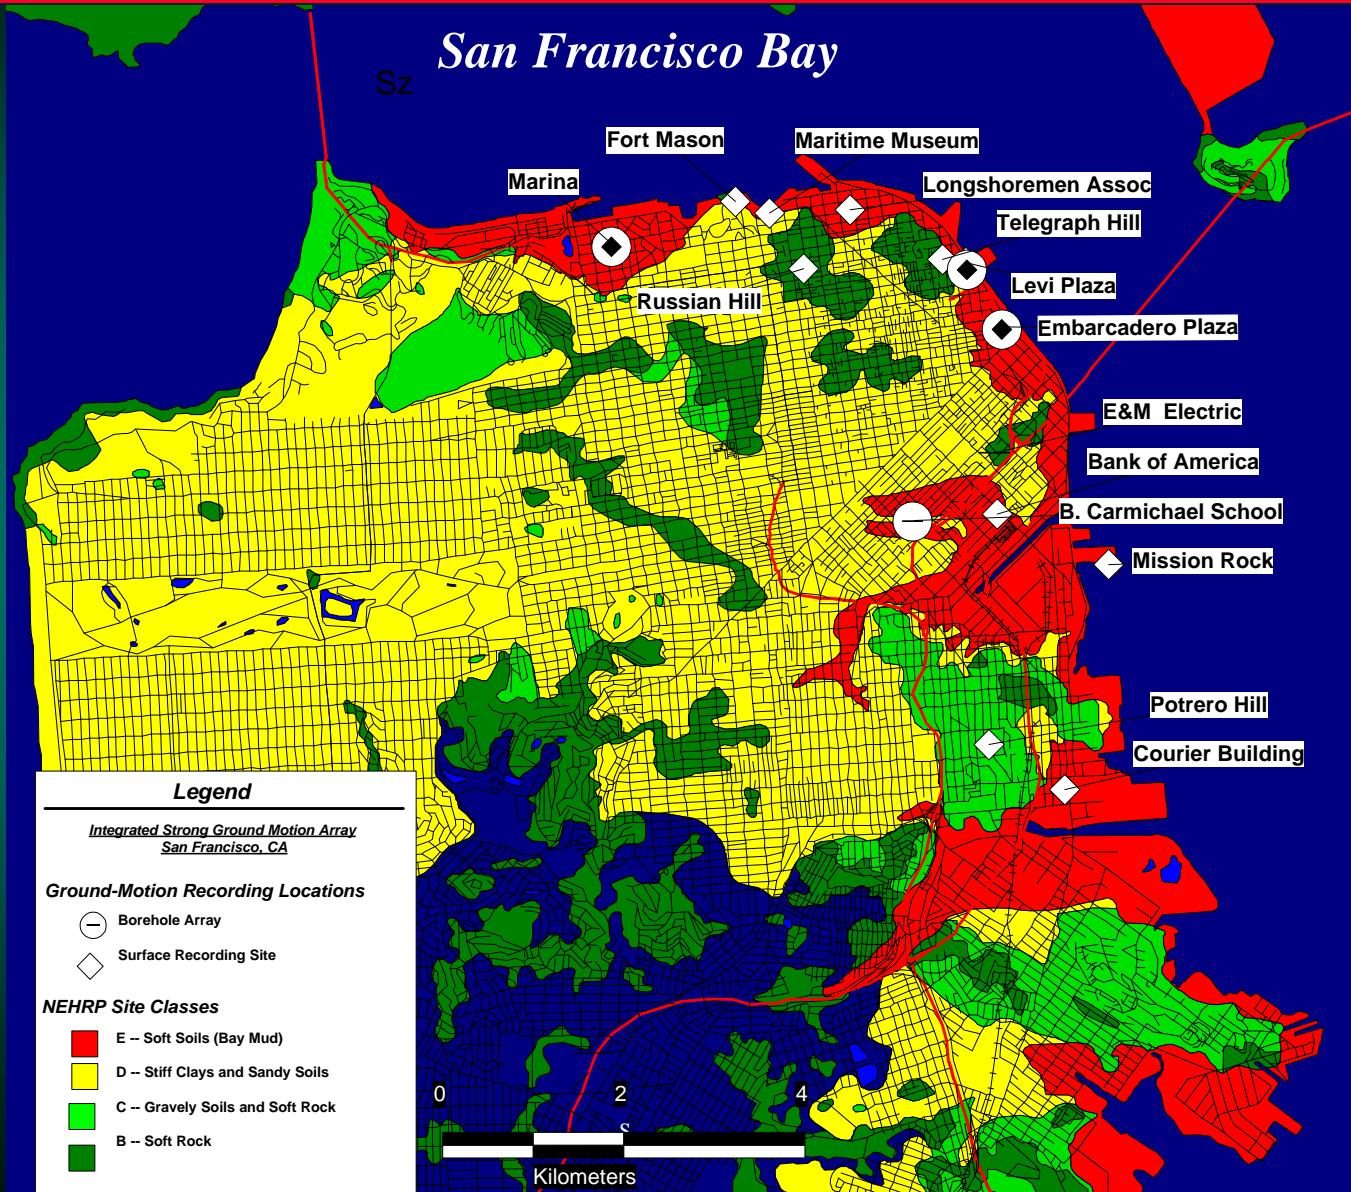 San Francisco Bay
Sz
Fort Mason
Maritime Museum
Marina
Longshoremen Assoc
Telegraph Hill
Levi Plaza
Russian Hill
Embarcadero Plaza
E&M Electric
Bank of America
B. Carmichael School
Mission Rock
Potrero Hill
Courier Building
Legend
Integrated Strong Ground Motion Array
San Francisco, CA
Ground-Motion Recording Locations
Borehole Array
Surface Recording Site
NEHRP Site Classes
E -- Soft Soils (Bay Mud)
D -- Stiff Clays and Sandy Soils
C -- Gravely Soils and Soft Rock
B -- Soft Rock
0 2 4
S
Kilometers